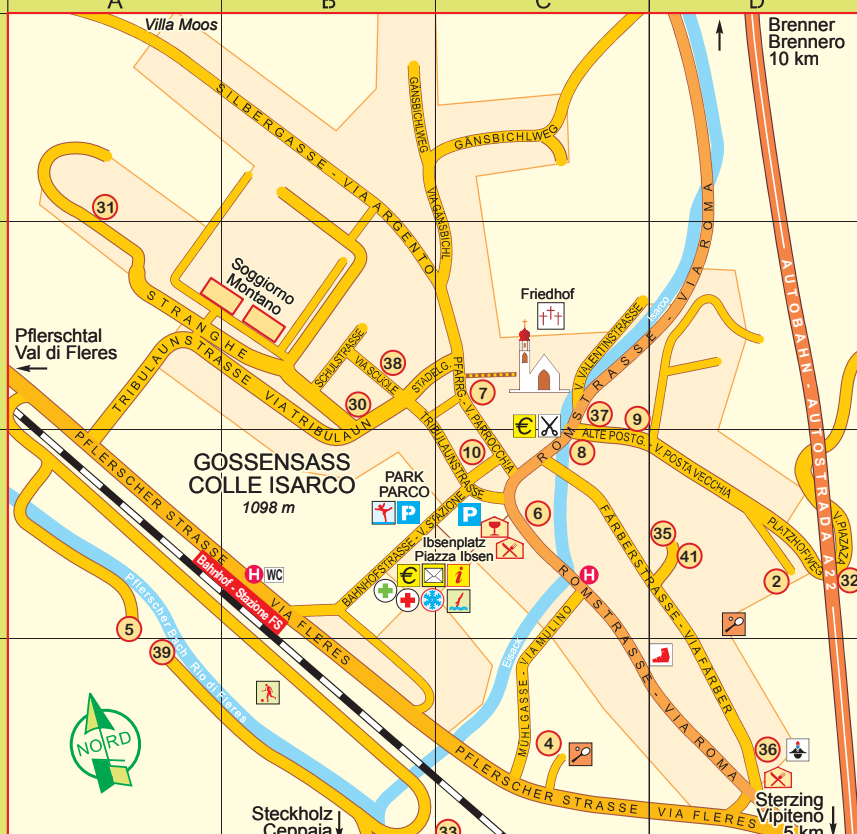 A
B
C
D
Villa Moos
Brenner
Brennero
10 km
SILBERGASSE - VIA ARGENTO
GÄNSBICHLWEG
GÄNSBICHLWEG
VIA GÄNSBICHL
31
VIA ROMA
Soggiorno
Montano
Friedhof
Isarco
AUTOBAHN - AUTOSTRADA A22
STRANGHE
Pflerschtal
Val di Fleres
TRIBULAUNSTRASSE VIA TRIBULAUN
SCHULSTRASSE
VIA SCUOLE
38
STADELG.
PFARRG. - V. PARROCCHIA
7
V. VALENTINSTRASSE
ROMSTRASSE -
30
37
9
€
8
ALTE POSTG. - V. POSTA VECCHIA
TRIBULAUNSTRASSE
10
GOSSENSASS
COLLE ISARCO
1098 m
PARK
PARCO
P
P
6
PFLERSCHER STRASSE
VIA FLERES
BAHNHOFSTRASSE - V. STAZIONE
Ibsenplatz
Piazza Ibsen
FÄRBERSTRASSE - VIA FÄRBER
35
41
PLATZHOFWEG
V. PIAZZA
2
32
H
WC
Bahnhof - Stazione FS
€
i
H
Pflerscher Bach
Rio di Fleres
5
39
Eisack
MÜHLGASSE - VIA MULINO
ROMSTRASSE - VIA ROMA
NORD
4
36
PFLERSCHER STRASSE VIA FLERES
Sterzing
Vipiteno
5 km
Steckholz
Ceppaia
33